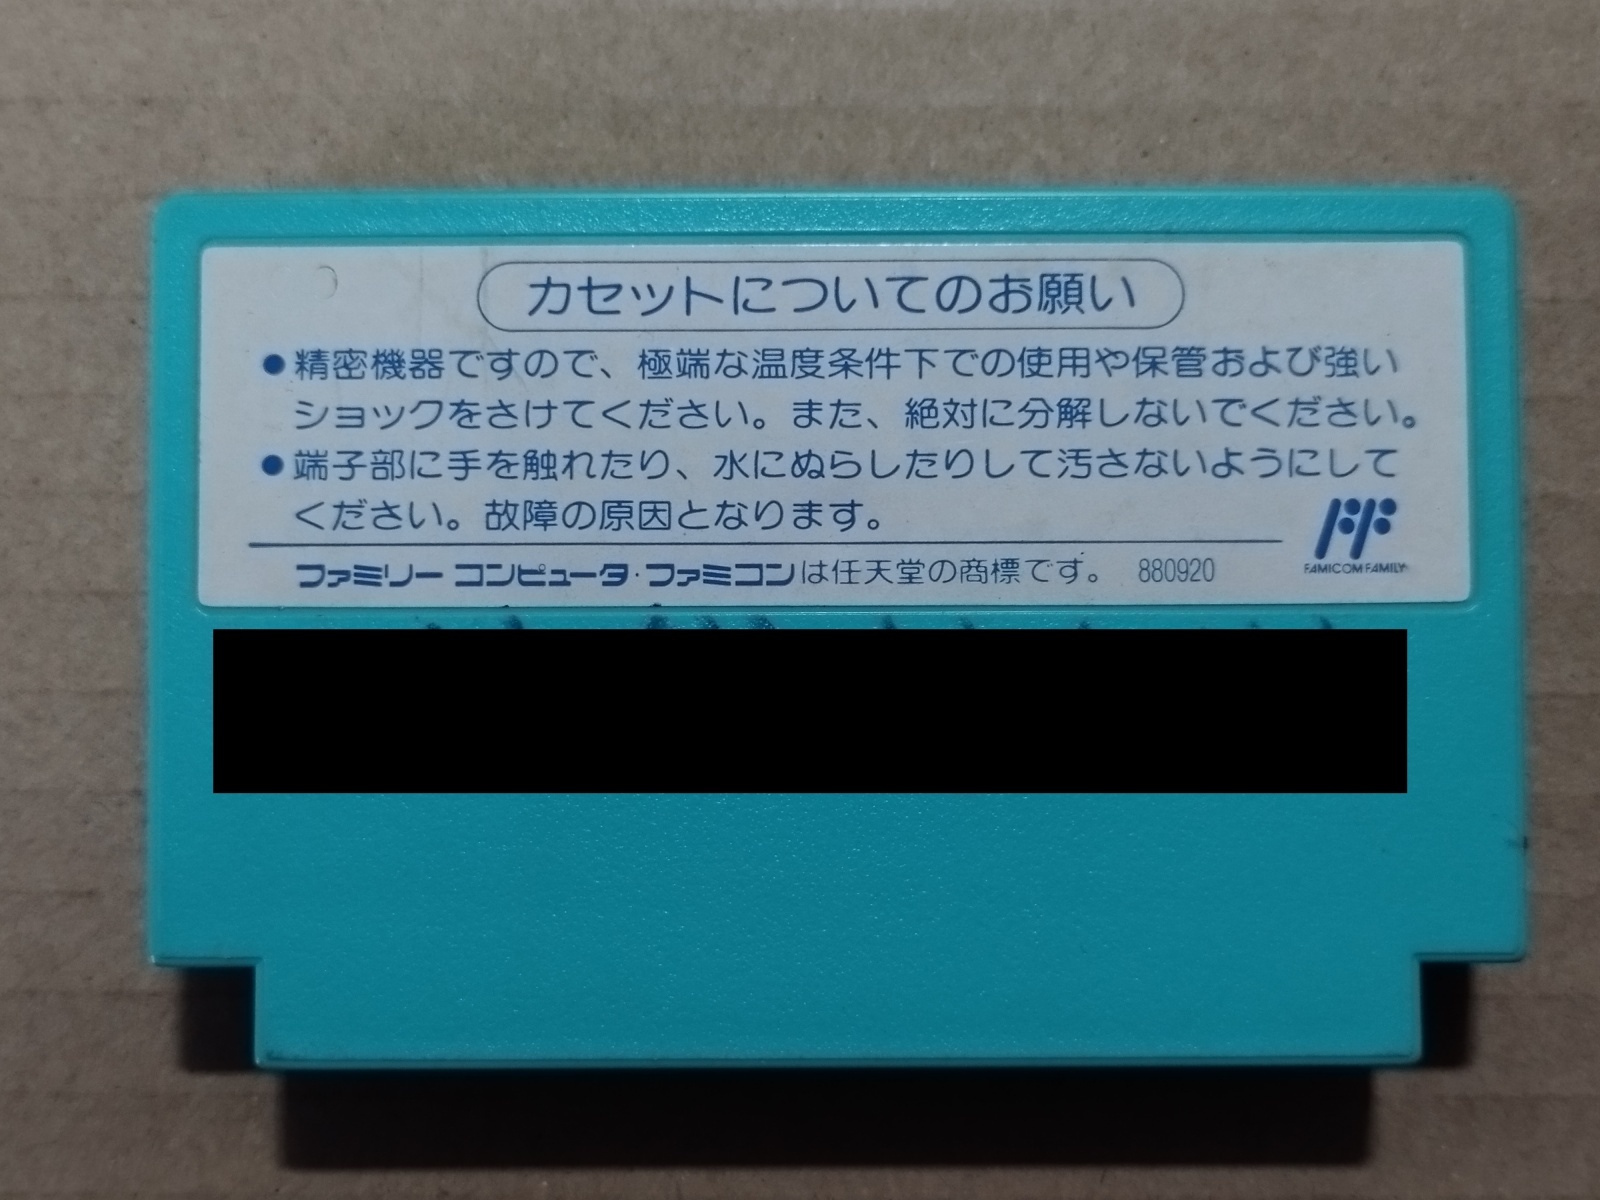 カセットについてのお願い
●精密機器ですので、極端な温度条件下での使用や保管および強い
ショックをさけてください。また、絶対に分解しないでください。
●端子部に手を触れたり、水にぬらしたりして汚さないようにして
ください。故障の原因となります。
ファミリーコンピュータ・ファミコンは任天堂の商標です。 880920
FAMICOM FAMILY